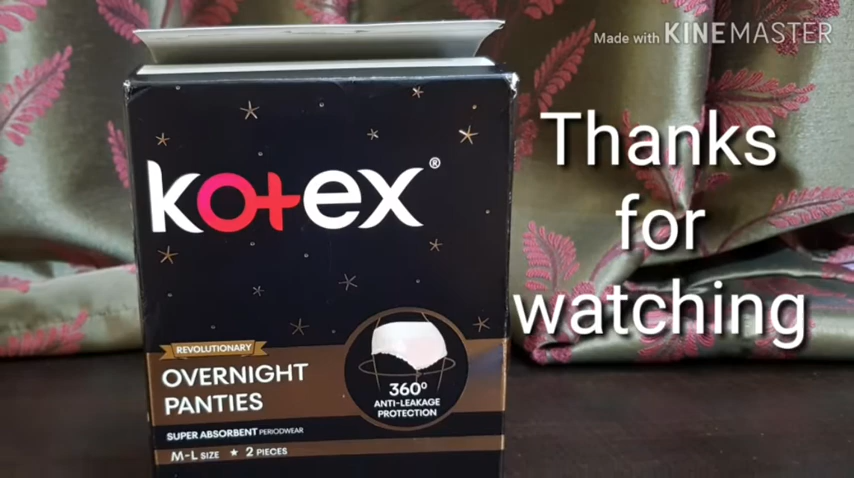 Made with KINEMASTER
kotex®
Thanks
for
watching
REVOLUTIONARY
OVERNIGHT
PANTIES
360⁰
ANTI-LEAKAGE
PROTECTION
SUPER ABSORBENT PERIODWEAR
M-L SIZE ★ 2 PIECES